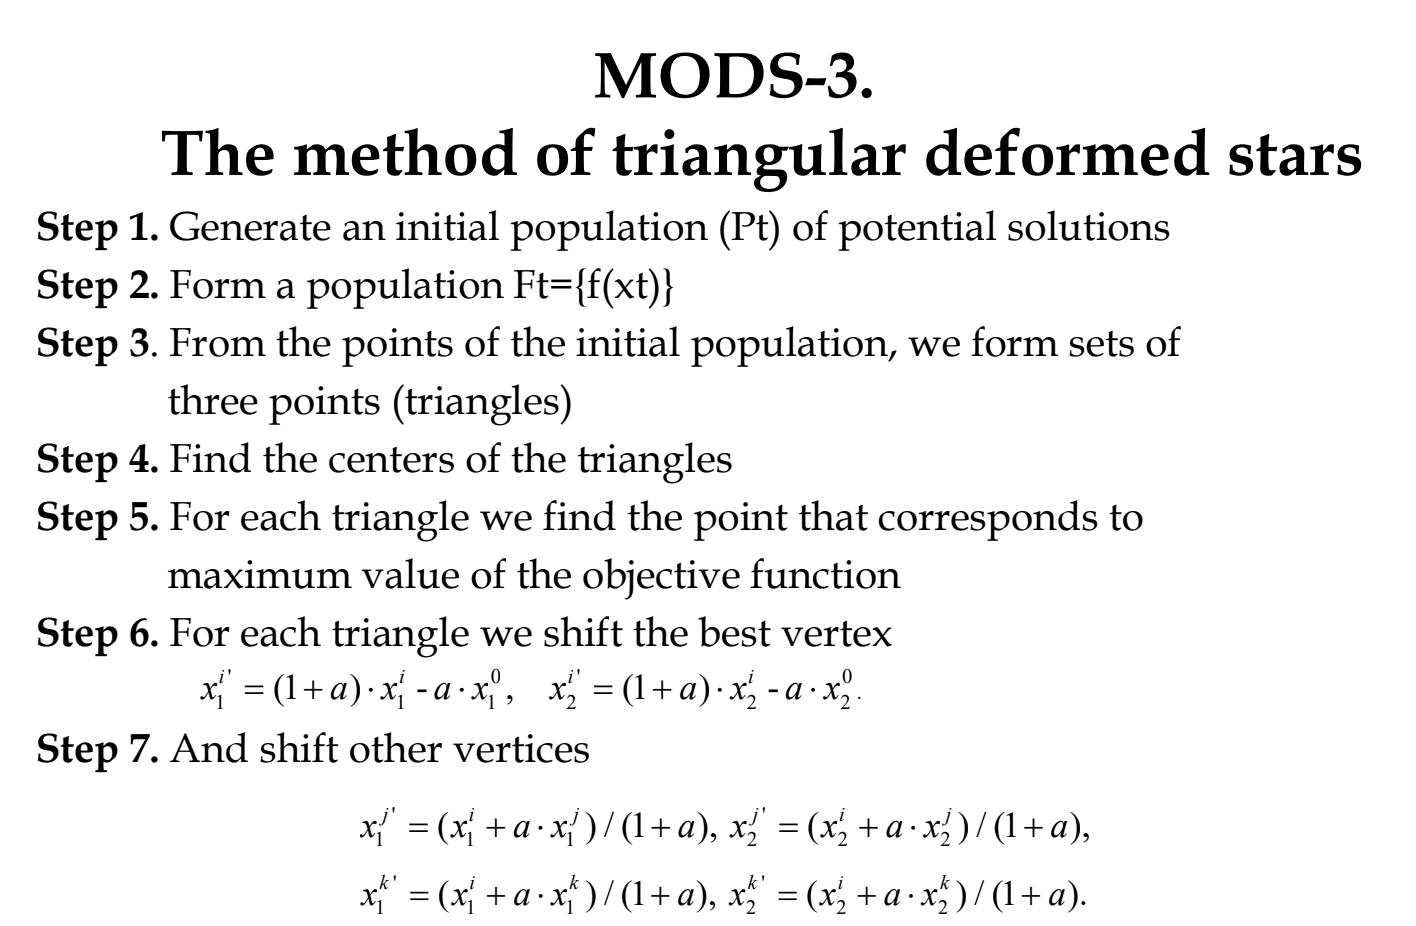 MODS-3.
The method of triangular deformed stars
Step 1. Generate an initial population (Pt) of potential solutions
Step 2. Form a population Ft={f(xt)}
Step 3. From the points of the initial population, we form sets of
three points (triangles)
Step 4. Find the centers of the triangles
Step 5. For each triangle we find the point that corresponds to
maximum value of the objective function
Step 6. For each triangle we shift the best vertex
$x_1^{i'} = (1+a) \cdot x_1^i - a \cdot x_1^0, \quad x_2^{i'} = (1+a) \cdot x_2^i - a \cdot x_2^0.$
Step 7. And shift other vertices
$x_1^{j'} = (x_1^i + a \cdot x_1^j)/(1+a), \; x_2^{j'} = (x_2^i + a \cdot x_2^j)/(1+a),$
$x_1^{k'} = (x_1^i + a \cdot x_1^k)/(1+a), \; x_2^{k'} = (x_2^i + a \cdot x_2^k)/(1+a).$